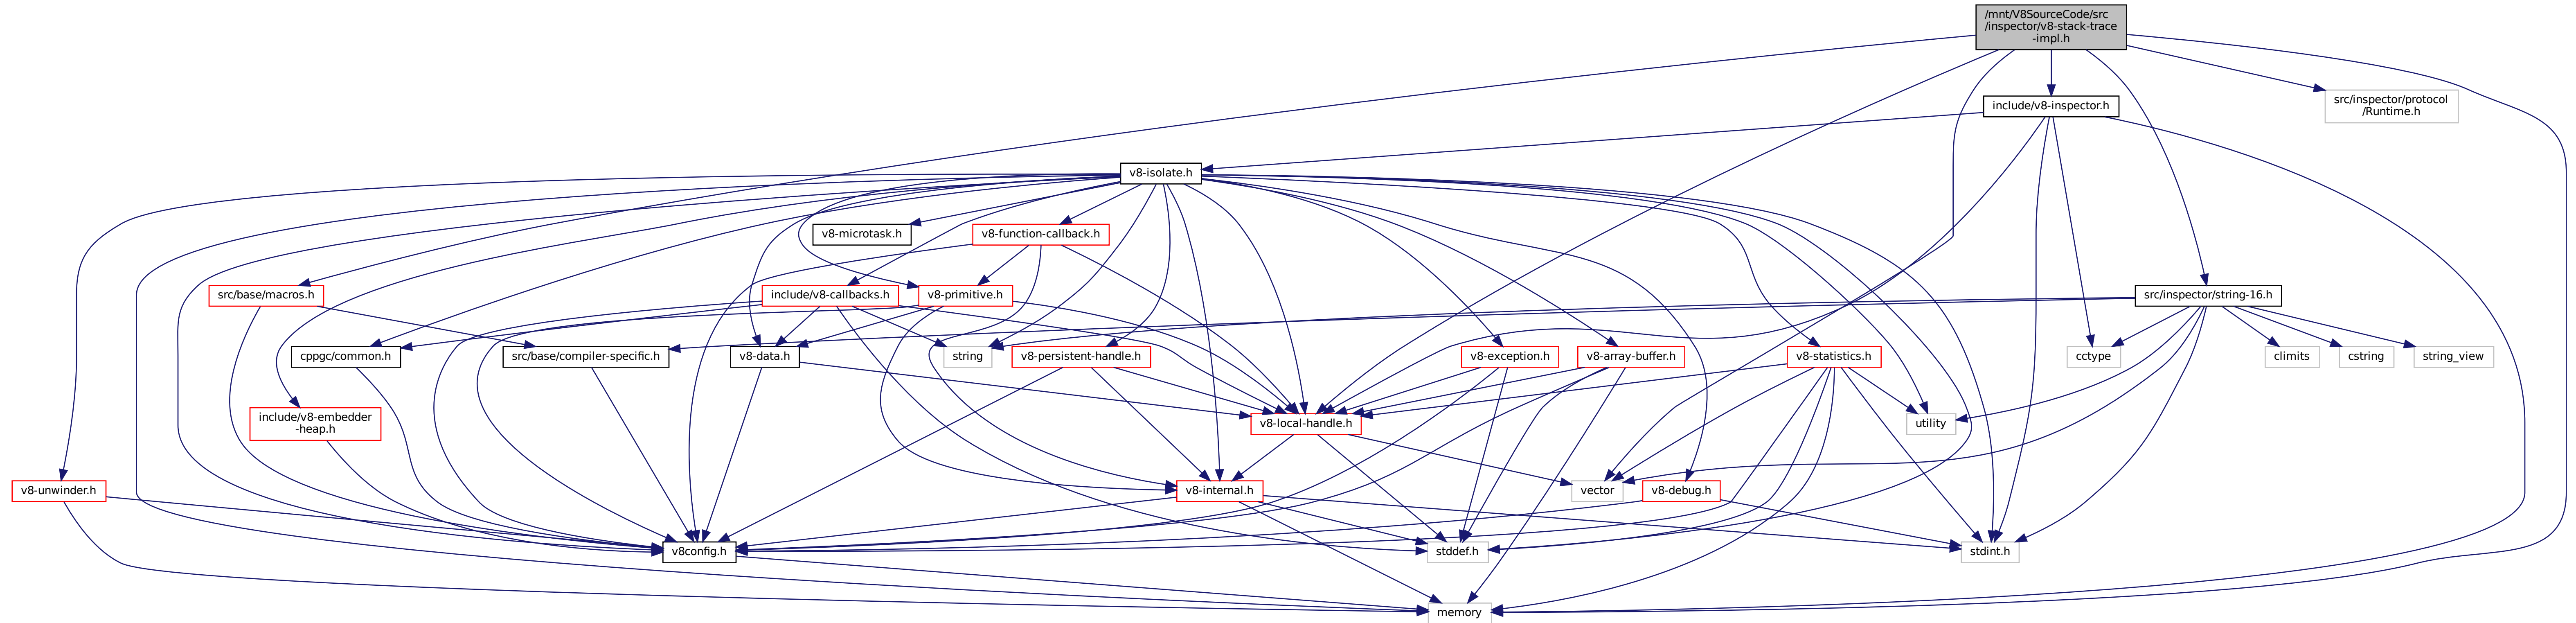 /mnt/V8SourceCode/src
/inspector/v8-stack-trace
-impl.h
include/v8-inspector.h
src/inspector/protocol
/Runtime.h
v8-isolate.h
v8-microtask.h
v8-function-callback.h
src/base/macros.h
include/v8-callbacks.h
v8-primitive.h
src/inspector/string-16.h
cppgc/common.h
src/base/compiler-specific.h
v8-data.h
string
v8-persistent-handle.h
v8-exception.h
v8-array-buffer.h
v8-statistics.h
cctype
climits
cstring
string_view
include/v8-embedder
-heap.h
v8-local-handle.h
utility
v8-unwinder.h
v8-internal.h
vector
v8-debug.h
v8config.h
stddef.h
stdint.h
memory